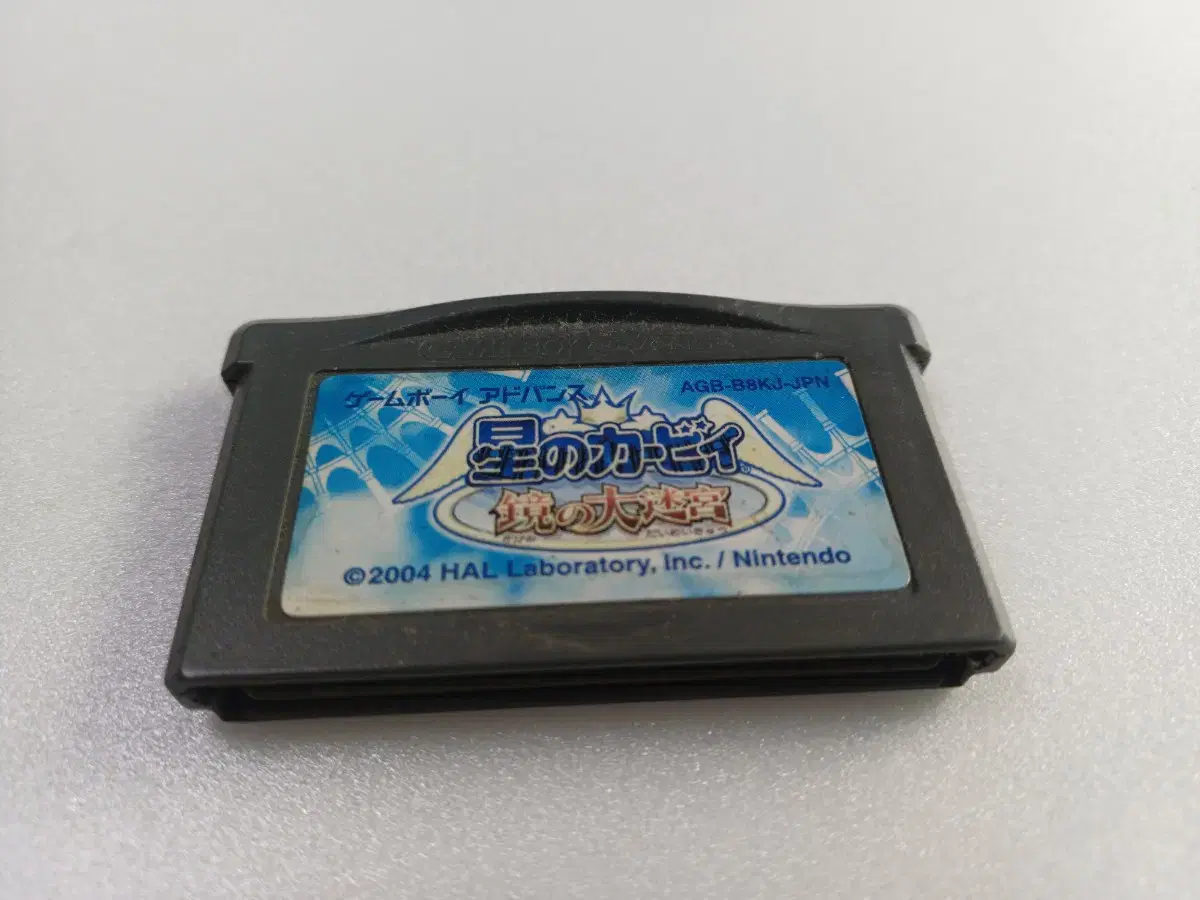 ゲームボーイ アドバンス AGB-B8KJ-JPN
星のカービィ
鏡の大迷宮
©2004 HAL Laboratory, Inc. / Nintendo